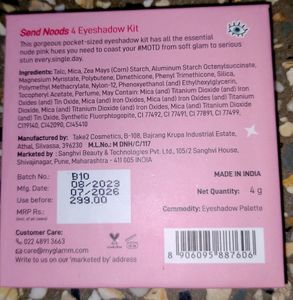 Send Noods 4 Eyeshadow Kit
This gorgeous pocket-sized eyeshadow kit has all the essential
nude pink hues you need to coast your #MOTD from soft glam to serious
stun every.single.day.
Ingredients: Talc, Mica, Zea Mays (Corn) Starch, Aluminum Starch Octenylsuccinate,
Magnesium Myristate, Polybutene, Dimethicone, Phenyl Trimethicone, Silica,
Polymethyl Methacrylate, Nylon-12, Phenoxyethanol (and) Ethylhexylglycerin,
Tocopheryl Acetate, Perfume, May Contain: Mica (and) Titanium Dioxide (and) Iron
Oxides (and) Tin Oxide, Mica (and) Iron Oxides, Mica (and) Titanium Dioxide (and) Iron
Oxides, Mica (and) Titanium Dioxide (and) Iron Oxides, Mica (and) Titanium Dioxide
(and) Tin Oxide, Synthetic Fluorphlogopite, CI 77492, CI 77491, CI 77891, CI 77499,
CI19140, CI42090, CI45410
Manufactured by: Take2 Cosmetics, B-108, Bajrang Krupa Industrial Estate,
Athal, Silvassa, 396230 M.L.No.: M DNH/C/117
Marketed by : Sanghvi Beauty & Technologies Pvt. Ltd., 105/2 Sanghvi House,
Shivajinagar, Pune, Maharashtra - 411 005 INDIA
Batch No: B10
Mfg. Date: 08/2023
Use before: 07/2026
MRP Rs: 299.00
(incl. of all taxes)
MADE IN INDIA
Net Quantity: 4 g
Commodity: Eyeshadow Palette
Customer Care:
022 4891 3663
care@myglamm.com
Write to us on our 'marketed by' address
8 906095 887606